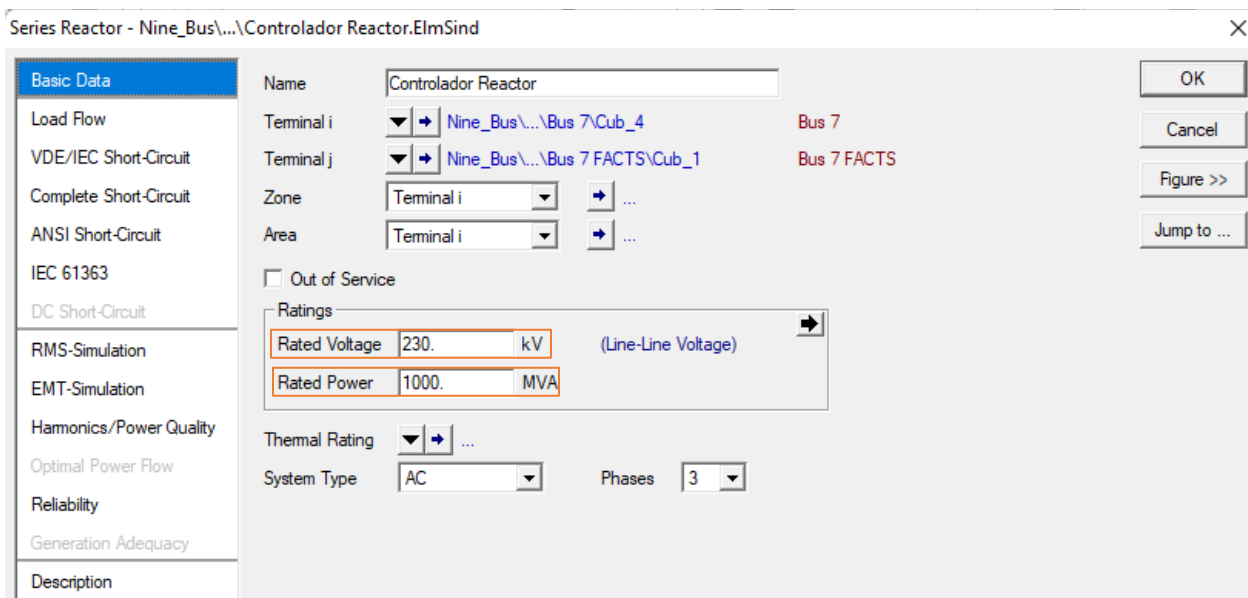 Series Reactor - Nine_Bus\...\Controlador Reactor.ElmSind
Basic Data
Load Flow
VDE/IEC Short-Circuit
Complete Short-Circuit
ANSI Short-Circuit
IEC 61363
DC Short-Circuit
RMS-Simulation
EMT-Simulation
Harmonics/Power Quality
Optimal Power Flow
Reliability
Generation Adequacy
Description
Name Controlador Reactor
Terminal i Nine_Bus\...\Bus 7\Cub_4 Bus 7
Terminal j Nine_Bus\...\Bus 7 FACTS\Cub_1 Bus 7 FACTS
Zone Terminal i ...
Area Terminal i ...
Out of Service
Ratings
Rated Voltage 230. kV (Line-Line Voltage)
Rated Power 1000. MVA
Thermal Rating ...
System Type AC Phases 3
OK
Cancel
Figure >>
Jump to ...